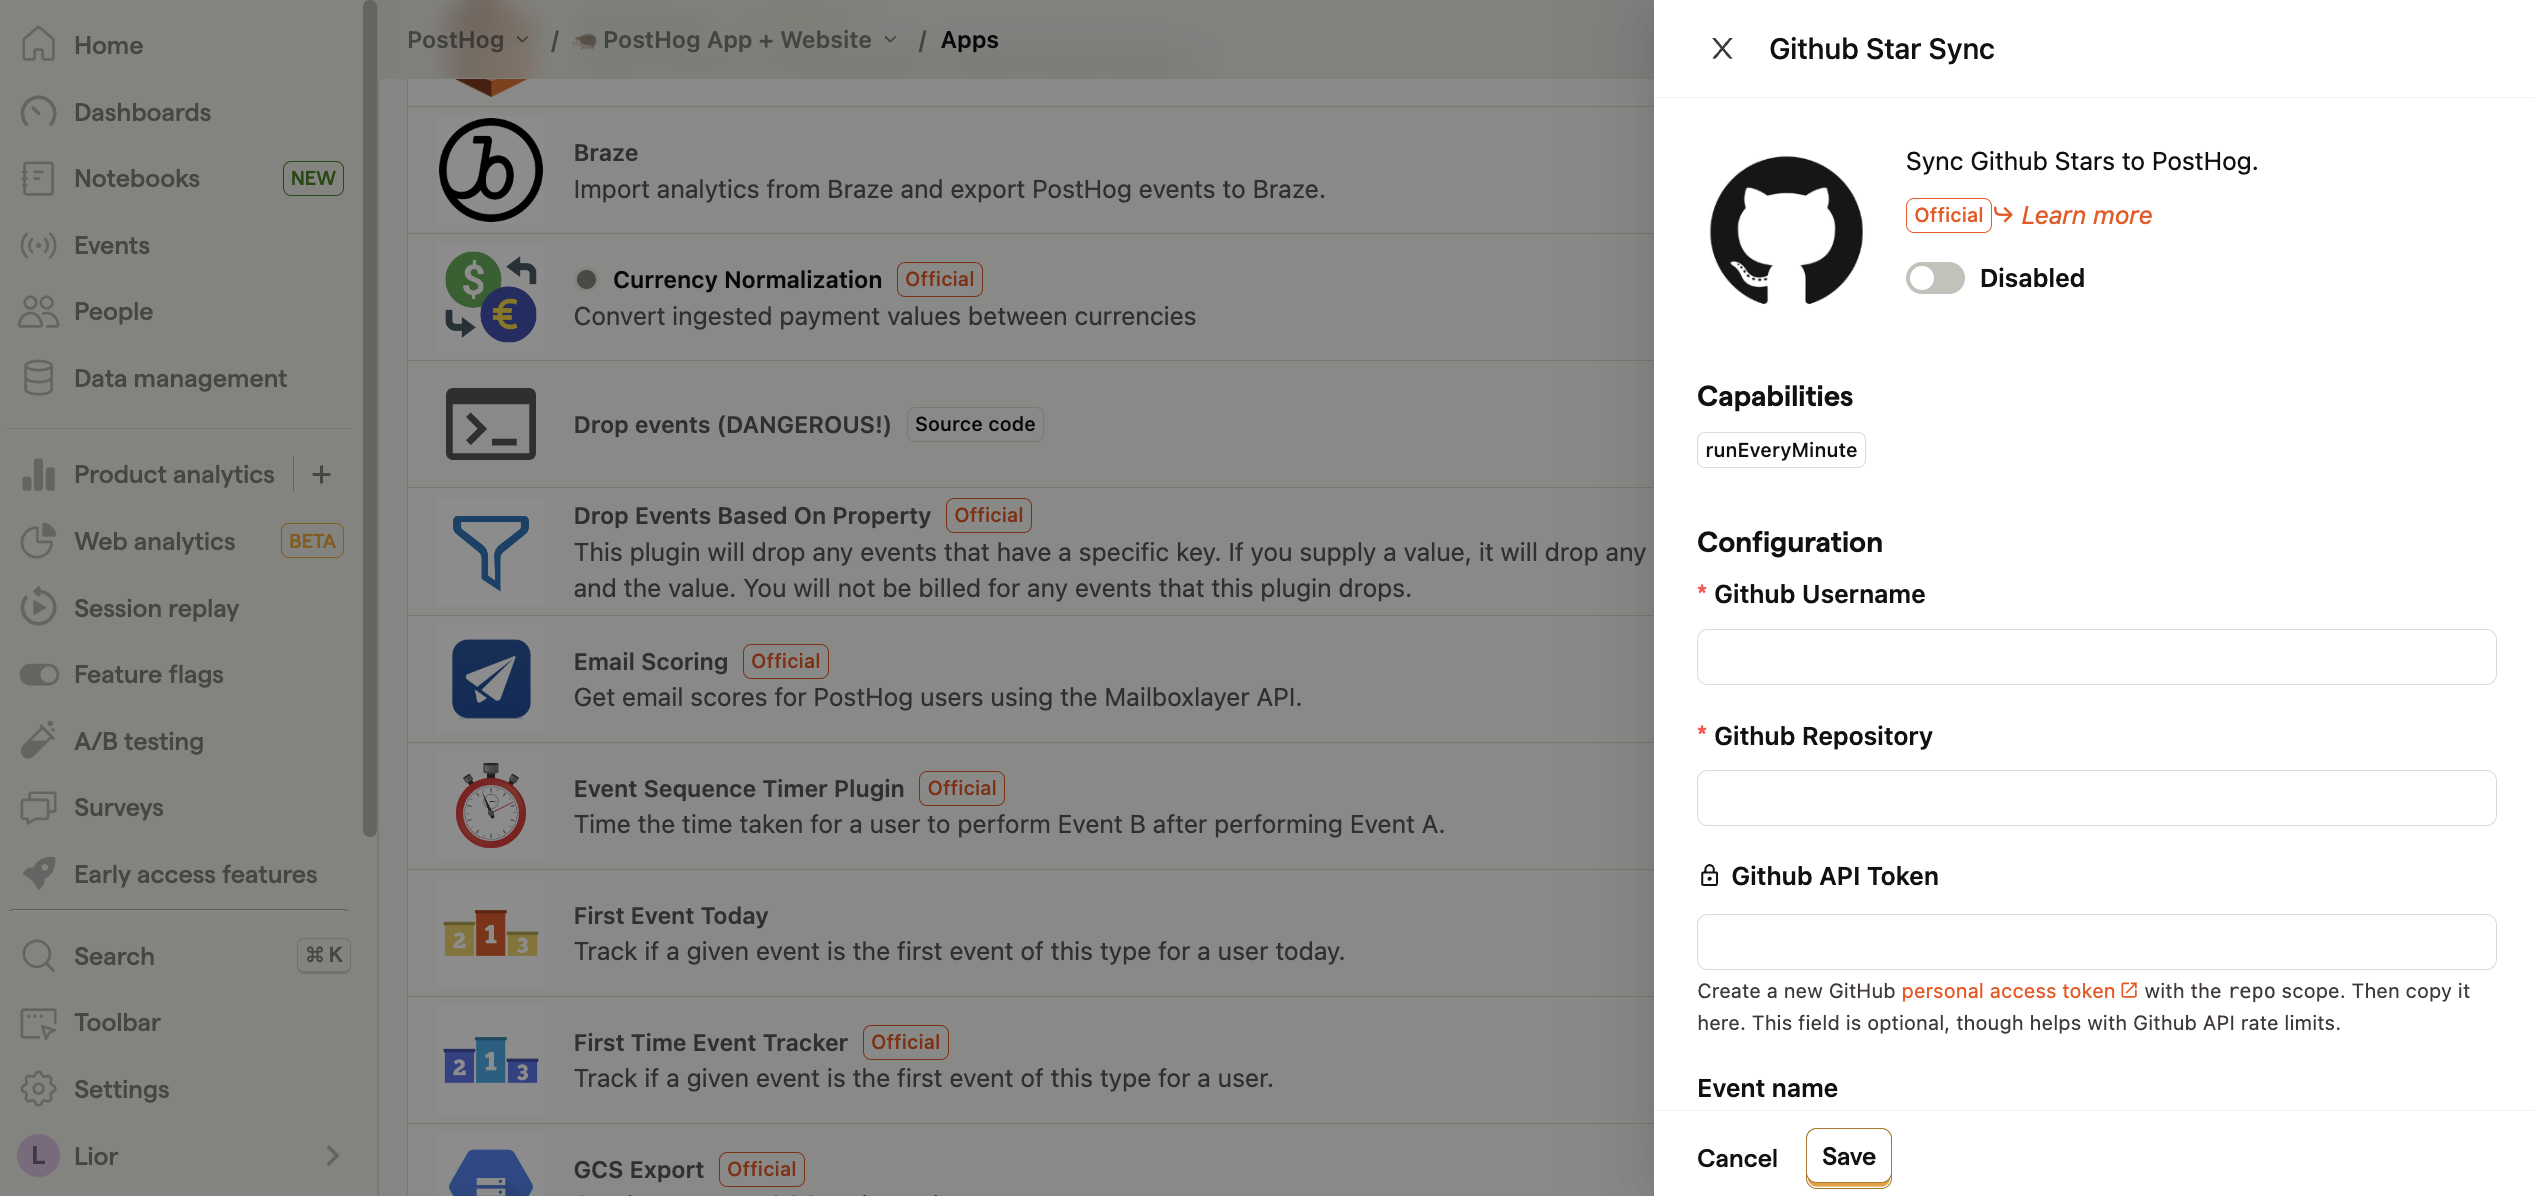 Home
Dashboards
Notebooks NEW
Events
People
Data management
Product analytics +
Web analytics BETA
Session replay
Feature flags
A/B testing
Surveys
Early access features
Search ⌘ K
Toolbar
Settings
L Lior
PostHog / PostHog App + Website / Apps
Braze
Import analytics from Braze and export PostHog events to Braze.
Currency Normalization Official
Convert ingested payment values between currencies
Drop events (DANGEROUS!) Source code
Drop Events Based On Property Official
This plugin will drop any events that have a specific key. If you supply a value, it will drop any
and the value. You will not be billed for any events that this plugin drops.
Email Scoring Official
Get email scores for PostHog users using the Mailboxlayer API.
Event Sequence Timer Plugin Official
Time the time taken for a user to perform Event B after performing Event A.
2 1 3
First Event Today
Track if a given event is the first event of this type for a user today.
2 1 3
First Time Event Tracker Official
Track if a given event is the first event of this type for a user.
GCS Export Official
Github Star Sync
Sync Github Stars to PostHog.
Official Learn more
Disabled
Capabilities
runEveryMinute
Configuration
* Github Username
* Github Repository
Github API Token
Create a new GitHub personal access token with the repo scope. Then copy it
here. This field is optional, though helps with Github API rate limits.
Event name
Cancel Save